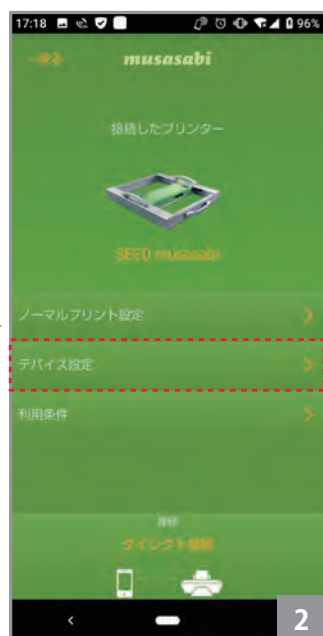 17:18 96%
<戻る musasabi
接続したプリンター
SEED musasabi
ノーマルプリント設定
デバイス設定
利用条件
接続
ダイレクト接続
2